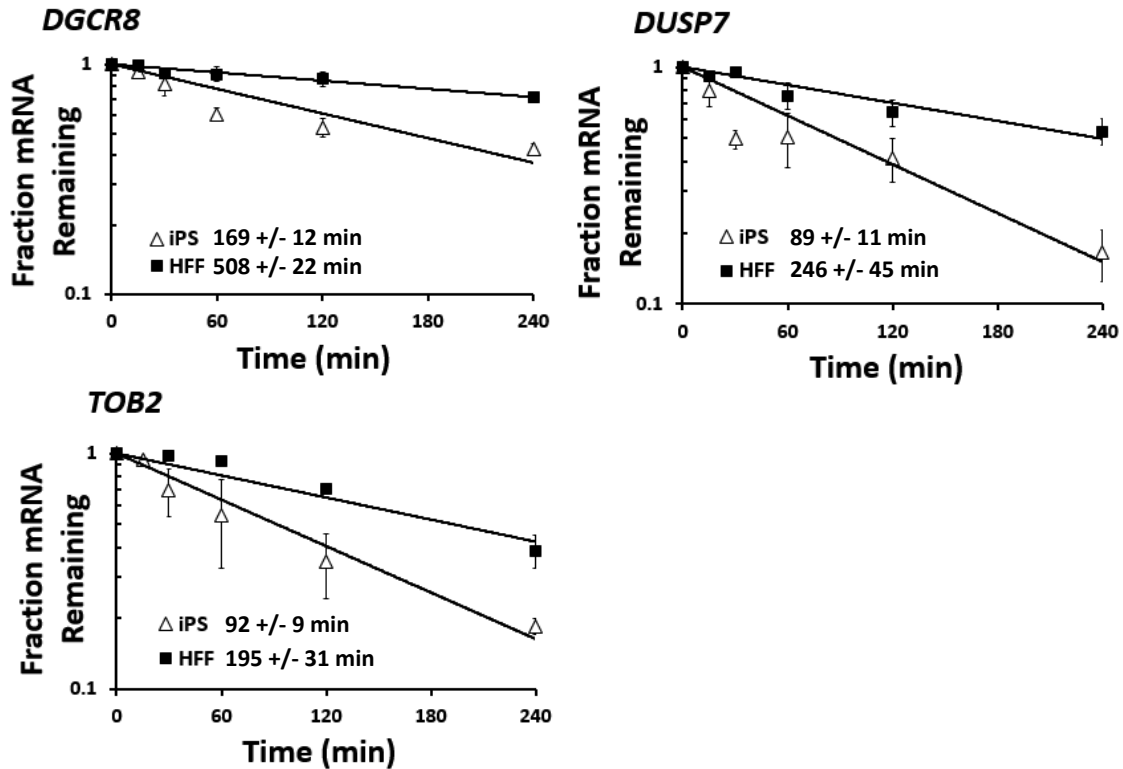 DGCR8
Fraction mRNA
Remaining
1
0.1
△ iPS 169 +/- 12 min
■ HFF 508 +/- 22 min
0 60 120 180 240
Time (min)
DUSP7
Fraction mRNA
Remaining
1
0.1
△ iPS 89 +/- 11 min
■ HFF 246 +/- 45 min
0 60 120 180 240
Time (min)
TOB2
Fraction mRNA
Remaining
1
0.1
△ iPS 92 +/- 9 min
■ HFF 195 +/- 31 min
0 60 120 180 240
Time (min)